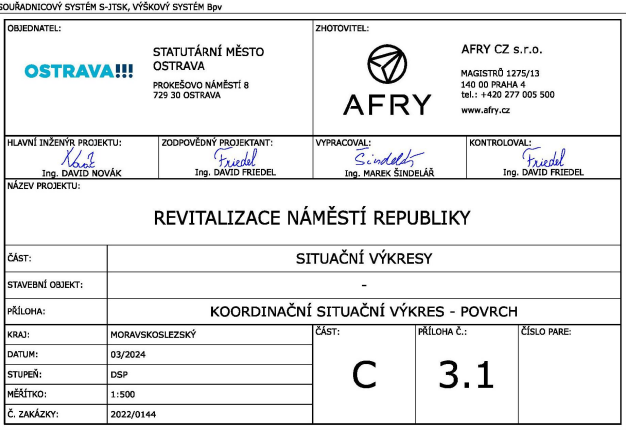 SOUŘADNICOVÝ SYSTÉM S-JTSK, VÝŠKOVÝ SYSTÉM Bpv
OBJEDNATEL:
OSTRAVA!!!
STATUTÁRNÍ MĚSTO
OSTRAVA
PROKEŠOVO NÁMĚSTÍ 8
729 30 OSTRAVA
ZHOTOVITEL:
AFRY
AFRY CZ s.r.o.
MAGISTRŮ 1275/13
140 00 PRAHA 4
tel.: +420 277 005 500
www.afry.cz
HLAVNÍ INŽENÝR PROJEKTU:
Novák
Ing. DAVID NOVÁK
ZODPOVĚDNÝ PROJEKTANT:
Friedel
Ing. DAVID FRIEDEL
VYPRACOVAL:
Šindelář
Ing. MAREK ŠINDELÁŘ
KONTROLOVAL:
Friedel
Ing. DAVID FRIEDEL
NÁZEV PROJEKTU:
REVITALIZACE NÁMĚSTÍ REPUBLIKY
ČÁST:
SITUAČNÍ VÝKRESY
STAVEBNÍ OBJEKT:
-
PŘÍLOHA:
KOORDINAČNÍ SITUAČNÍ VÝKRES - POVRCH
KRAJ:
MORAVSKOSLEZSKÝ
DATUM:
03/2024
STUPEŇ:
DSP
MĚŘÍTKO:
1:500
Č. ZAKÁZKY:
2022/0144
ČÁST:
C
PŘÍLOHA Č.:
3.1
ČÍSLO PARE: